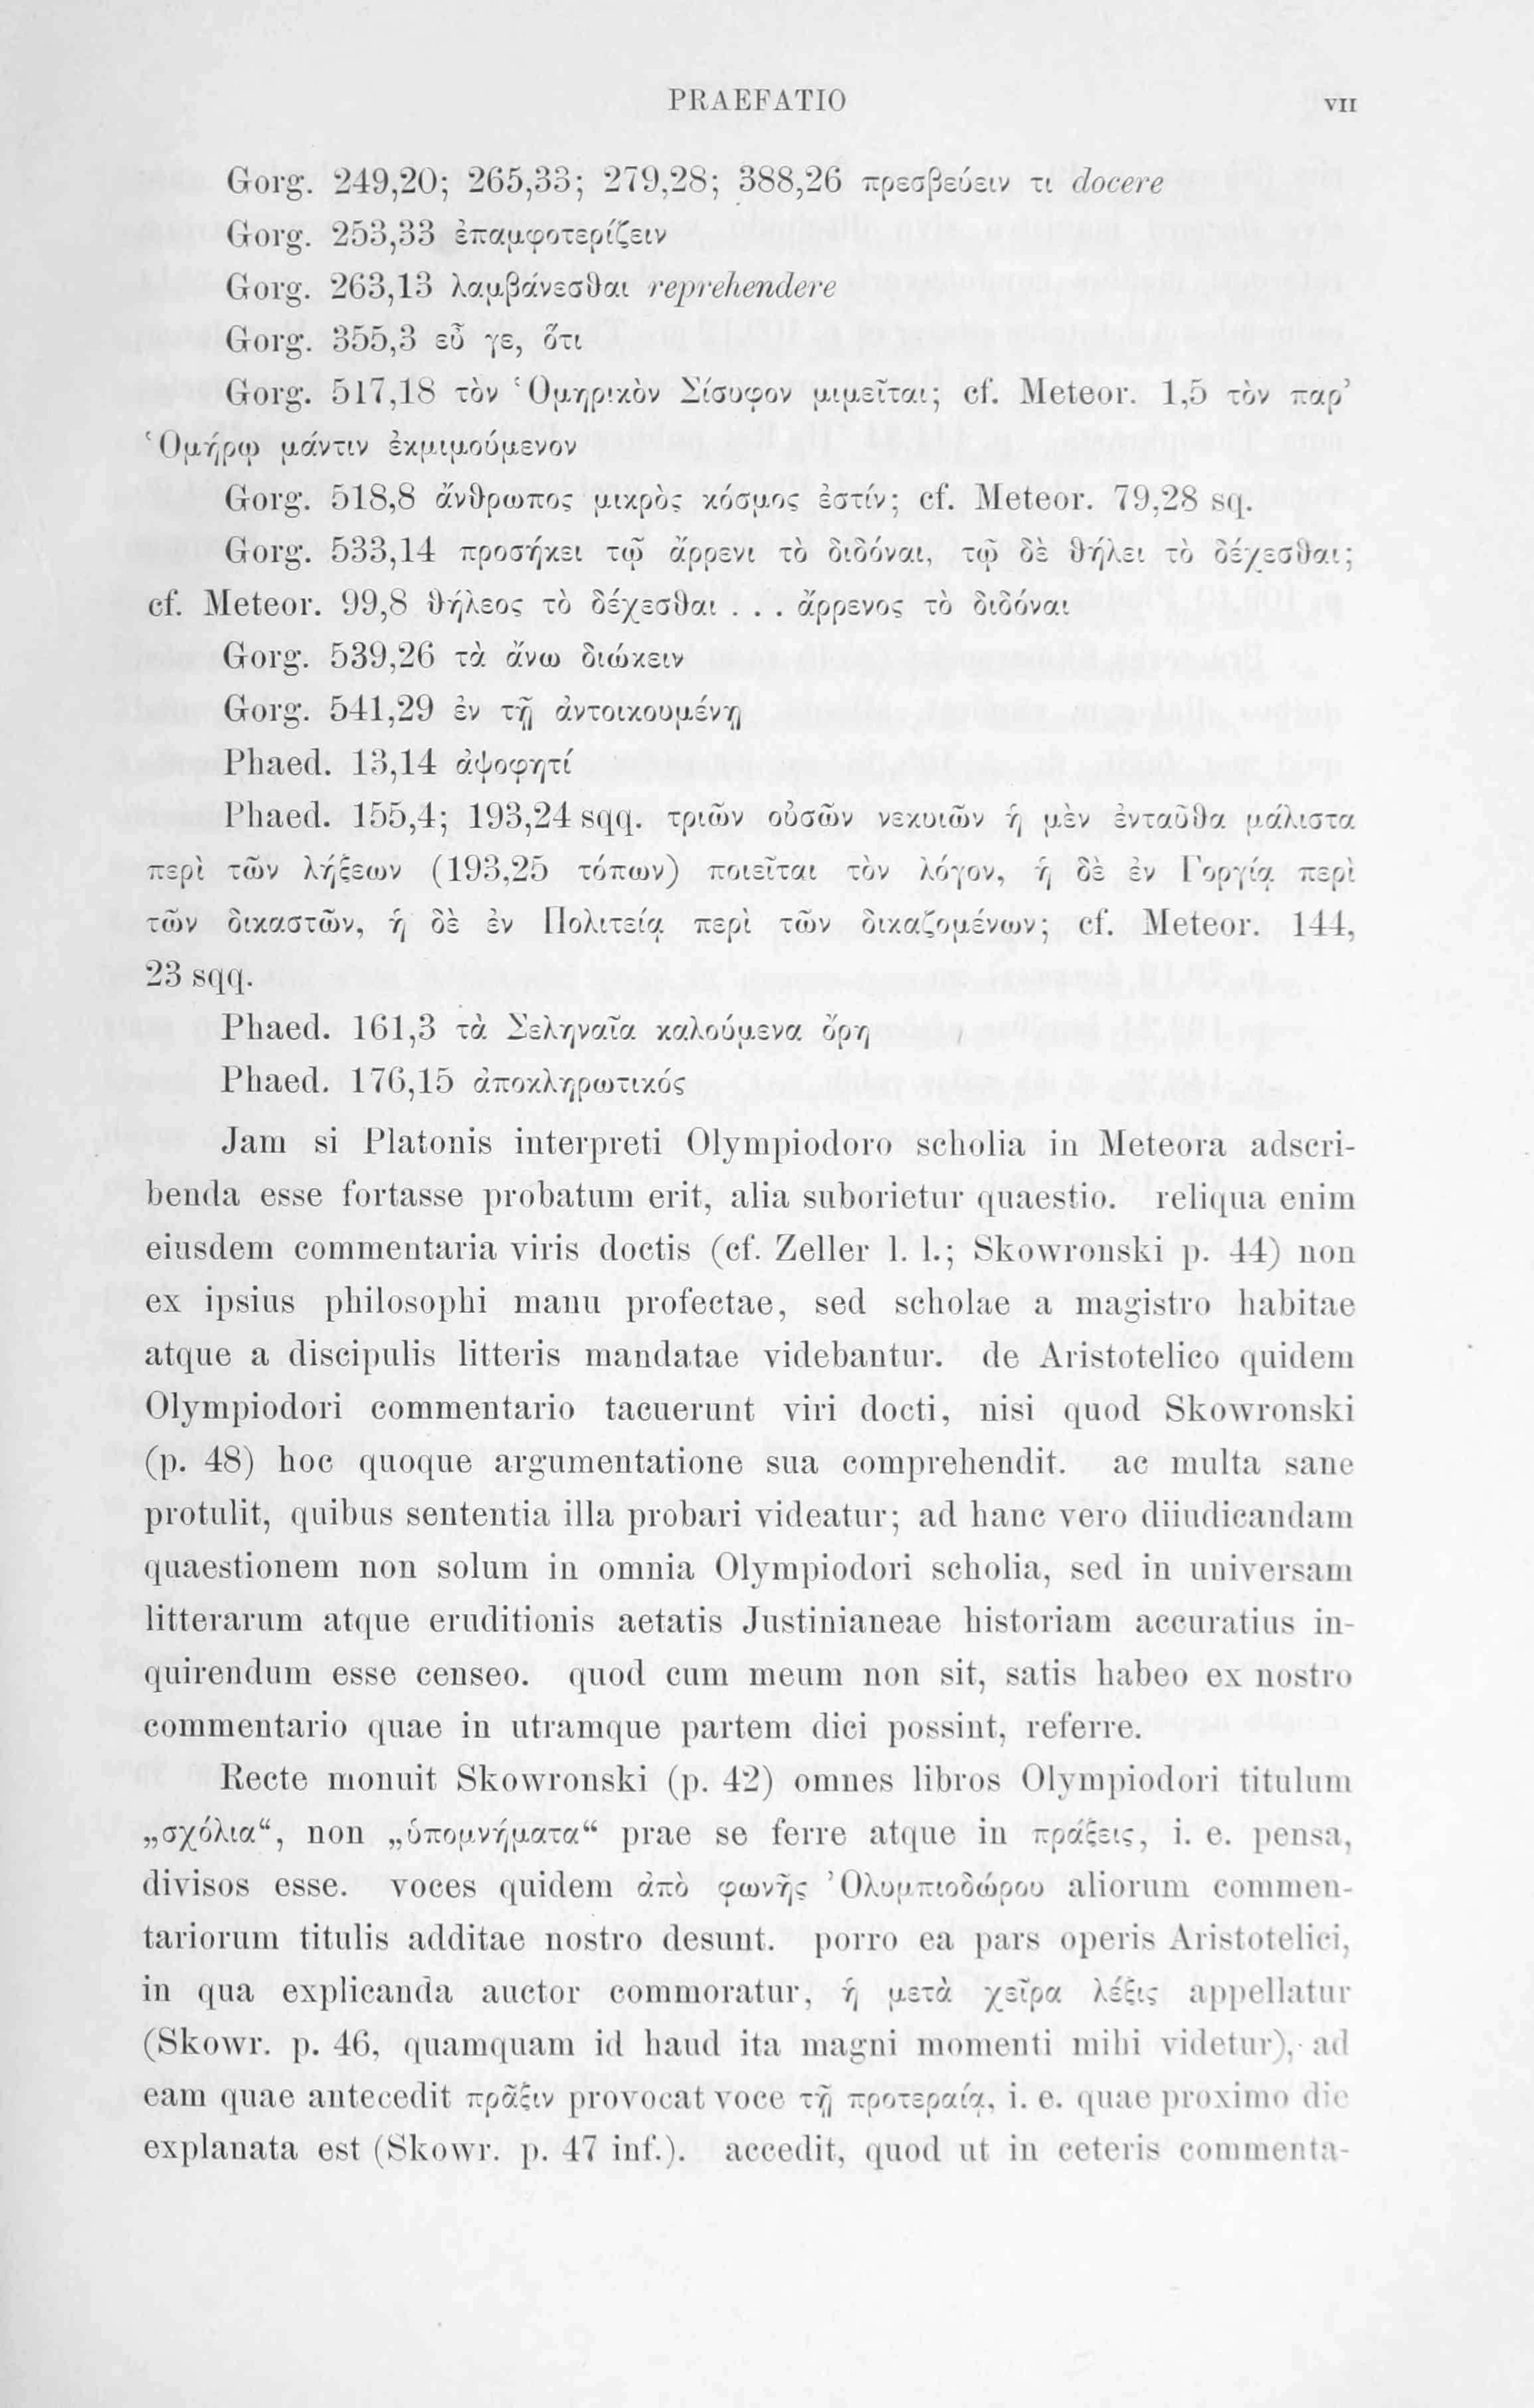 PRAEFATIO VII
Gorg. 249,20; 265,33; 279,28; 388,26 πρεσβεύειν τι docere
Gorg. 253,33 ἐπαμφοτερίζειν
Gorg. 263,13 λαμβάνεσθαι reprehendere
Gorg. 355,3 εὖ γε, ὅτι
Gorg. 517,18 τὸν Ὁμηρικὸν Σίσυφον μιμεῖται; cf. Meteor. 1,5 τὸν παρ’
Ὁμήρῳ μάντιν ἐκμιμούμενον
Gorg. 518,8 ἄνθρωπος μικρὸς κόσμος ἐστίν; cf. Meteor. 79,28 sq.
Gorg. 533,14 προσήκει τῷ ἄρρενι τὸ διδόναι, τῷ δὲ θήλει τὸ δέχεσθαι;
cf. Meteor. 99,8 θήλεος τὸ δέχεσθαι . . . ἄρρενος τὸ διδόναι
Gorg. 539,26 τὰ ἄνω διώκειν
Gorg. 541,29 ἐν τῇ ἀντοικουμένῃ
Phaed. 13,14 ἀψοφητί
Phaed. 155,4; 193,24 sqq. τριῶν οὐσῶν νεκυιῶν ἡ μὲν ἐνταῦθα μάλιστα
περὶ τῶν λήξεων (193,25 τόπων) ποιεῖται τὸν λόγον, ἡ δὲ ἐν Γοργίᾳ περὶ
τῶν δικαστῶν, ἡ δὲ ἐν Πολιτείᾳ περὶ τῶν δικαζομένων; cf. Meteor. 144,
23 sqq.
Phaed. 161,3 τὰ Σεληναῖα καλούμενα ὄρη
Phaed. 176,15 ἀποκληρωτικός
Jam si Platonis interpreti Olympiodoro scholia in Meteora adscri-
benda esse fortasse probatum erit, alia suborietur quaestio. reliqua enim
eiusdem commentaria viris doctis (cf. Zeller l. l.; Skowronski p. 44) non
ex ipsius philosophi manu profectae, sed scholae a magistro habitae
atque a discipulis litteris mandatae videbantur. de Aristotelico quidem
Olympiodori commentario tacuerunt viri docti, nisi quod Skowronski
(p. 48) hoc quoque argumentatione sua comprehendit. ac multa sane
protulit, quibus sententia illa probari videatur; ad hanc vero diiudicandam
quaestionem non solum in omnia Olympiodori scholia, sed in universam
litterarum atque eruditionis aetatis Justinianeae historiam accuratius in-
quirendum esse censeo. quod cum meum non sit, satis habeo ex nostro
commentario quae in utramque partem dici possint, referre.
Recte monuit Skowronski (p. 42) omnes libros Olympiodori titulum
„σχόλια“, non „ὑπομνήματα“ prae se ferre atque in πράξεις, i. e. pensa,
divisos esse. voces quidem ἀπὸ φωνῆς Ὀλυμπιοδώρου aliorum commen-
tariorum titulis additae nostro desunt. porro ea pars operis Aristotelici,
in qua explicanda auctor commoratur, ἡ μετὰ χεῖρα λέξις appellatur
(Skowr. p. 46, quamquam id haud ita magni momenti mihi videtur), ad
eam quae antecedit πρᾶξιν provocat voce τῇ προτεραίᾳ, i. e. quae proximo die
explanata est (Skowr. p. 47 inf.). accedit, quod ut in ceteris commenta-